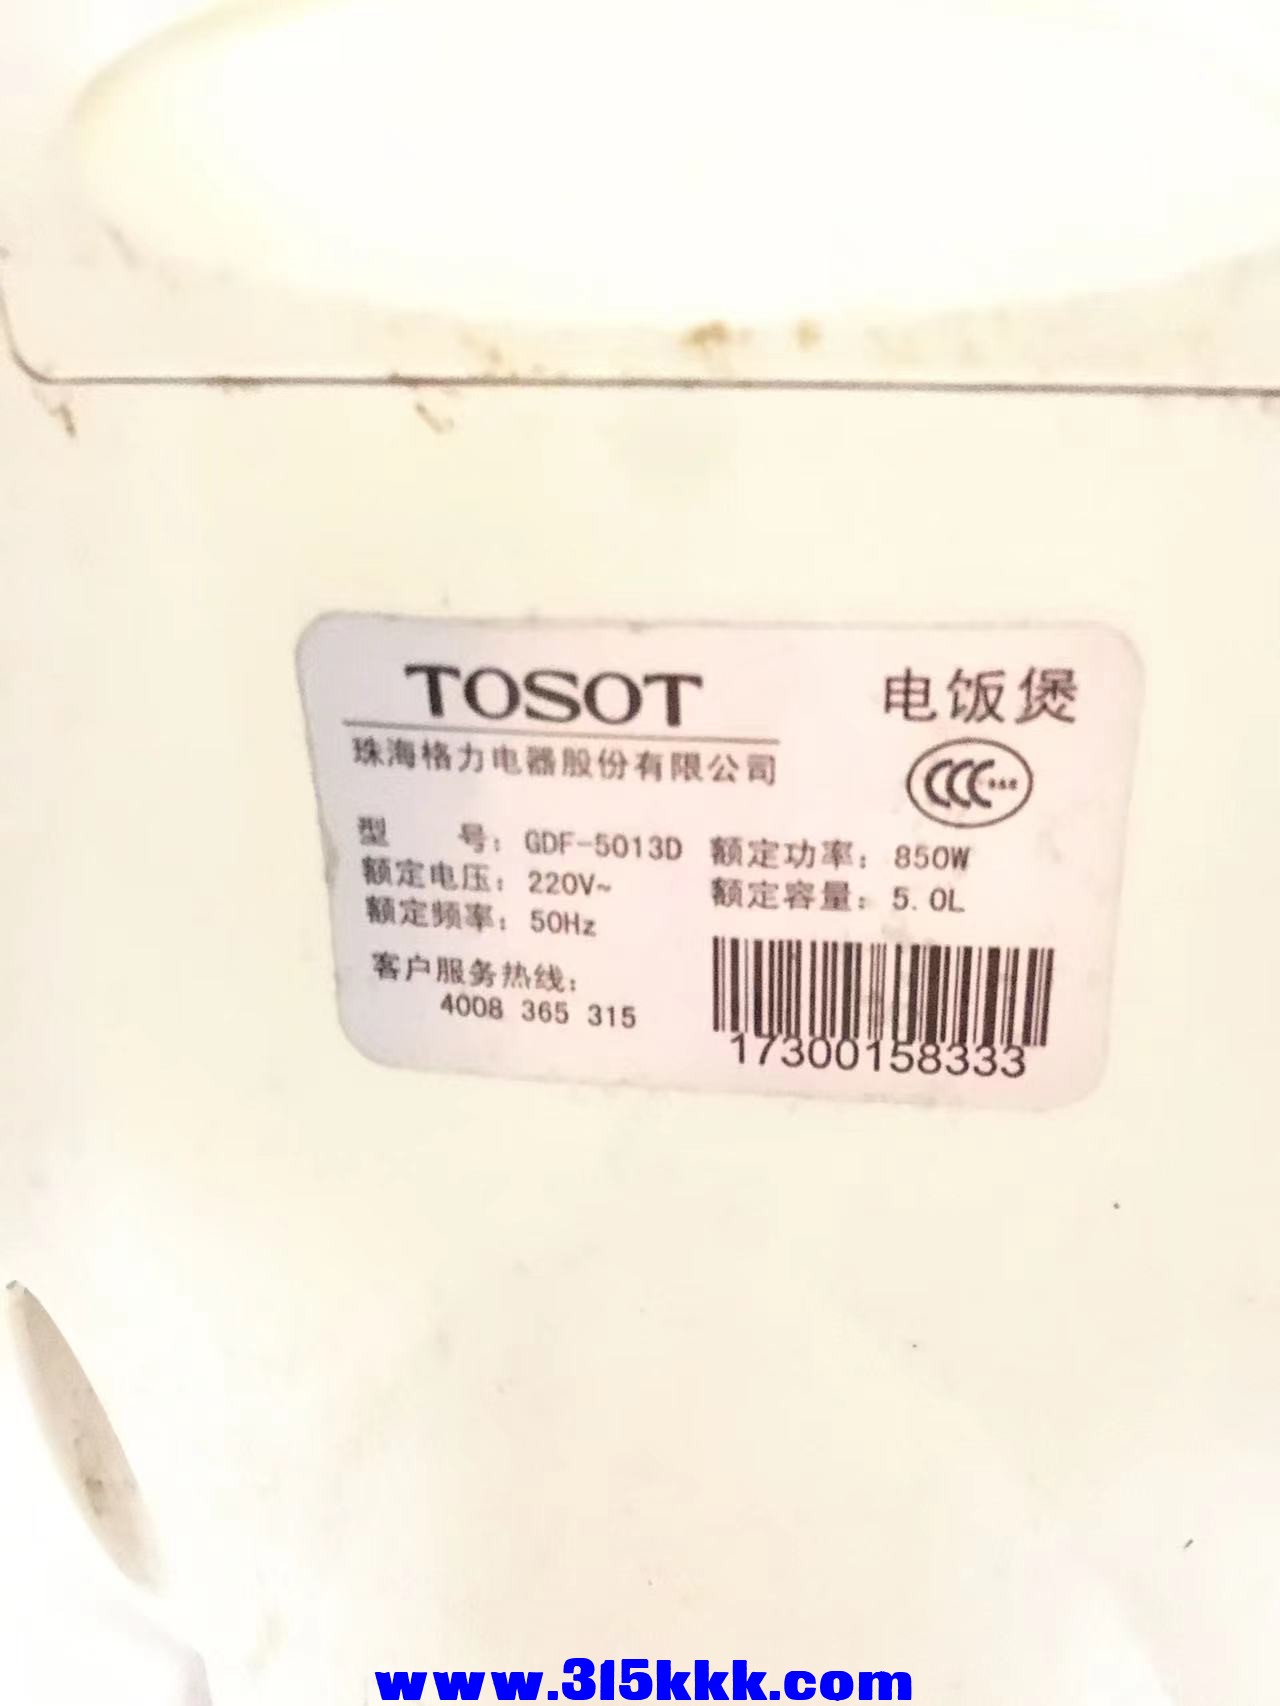 TOSOT
电饭煲
珠海格力电器股份有限公司
CCC
型 号: GDF-5013D 额定功率: 850W
额定电压: 220V~ 额定容量: 5.0L
额定频率: 50Hz
客户服务热线:
4008 365 315
17300158333
www.315kkk.com